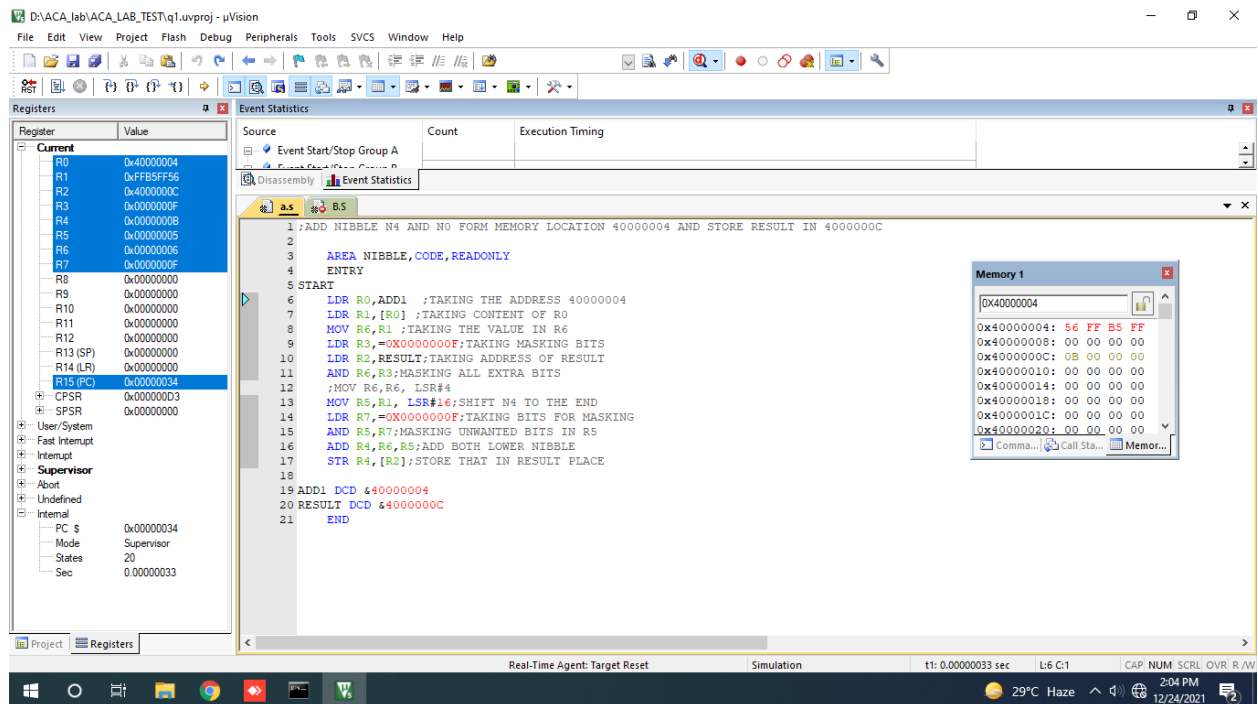 D:\ACA_lab\ACA_LAB_TEST\q1.uvproj - µVision
File Edit View Project Flash Debug Peripherals Tools SVCS Window Help
Registers
Event Statistics
Register Value
Current
R0 0x40000004
R1 0xFFB5FF56
R2 0x4000000C
R3 0x0000000F
R4 0x0000000B
R5 0x00000005
R6 0x00000006
R7 0x0000000F
R8 0x00000000
R9 0x00000000
R10 0x00000000
R11 0x00000000
R12 0x00000000
R13 (SP) 0x00000000
R14 (LR) 0x00000000
R15 (PC) 0x00000034
CPSR 0x000000D3
SPSR 0x00000000
User/System
Fast Interrupt
Interrupt
Supervisor
Abort
Undefined
Internal
PC $ 0x00000034
Mode Supervisor
States 20
Sec 0.00000033
Project Registers
Source Count Execution Timing
Event Start/Stop Group A
Event Start/Stop Group B
Disassembly Event Statistics
a.s B.S
1 ;ADD NIBBLE N4 AND N0 FORM MEMORY LOCATION 40000004 AND STORE RESULT IN 4000000C
2
3 AREA NIBBLE,CODE,READONLY
4 ENTRY
5 START
6 LDR R0,ADD1 ;TAKING THE ADDRESS 40000004
7 LDR R1,[R0] ;TAKING CONTENT OF R0
8 MOV R6,R1 ;TAKING THE VALUE IN R6
9 LDR R3,=0X0000000F;TAKING MASKING BITS
10 LDR R2,RESULT;TAKING ADDRESS OF RESULT
11 AND R6,R3;MASKING ALL EXTRA BITS
12 ;MOV R6,R6, LSR#4
13 MOV R5,R1, LSR#16;SHIFT N4 TO THE END
14 LDR R7,=0X0000000F;TAKING BITS FOR MASKING
15 AND R5,R7;MASKING UNWANTED BITS IN R5
16 ADD R4,R6,R5;ADD BOTH LOWER NIBBLE
17 STR R4,[R2];STORE THAT IN RESULT PLACE
18
19 ADD1 DCD &40000004
20 RESULT DCD &4000000C
21 END
Memory 1
0X40000004
0x40000004: 56 FF B5 FF
0x40000008: 00 00 00 00
0x4000000C: 0B 00 00 00
0x40000010: 00 00 00 00
0x40000014: 00 00 00 00
0x40000018: 00 00 00 00
0x4000001C: 00 00 00 00
0x40000020: 00 00 00 00
Comma... Call Sta... Memor...
Real-Time Agent: Target Reset Simulation t1: 0.00000033 sec L:6 C:1 CAP NUM SCRL OVR R/W
29°C Haze 2:04 PM
12/24/2021